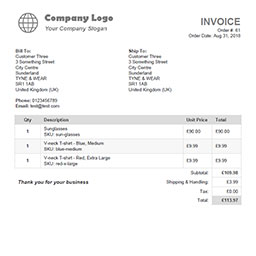 Company Logo
Your Company Slogan
INVOICE
Order #: 61
Order Date: Aug 31, 2018
Bill To:
Customer Three
3 Something Street
City Centre
Sunderland
TYNE & WEAR
SR1 1AB
United Kingdom (UK)
Ship To:
Customer Three
3 Something Street
City Centre
Sunderland
TYNE & WEAR
SR1 1AB
United Kingdom (UK)
Phone: 0123456789
Email: test@test.com
Qty Description Unit Price Total
1 Sunglasses £90.00 £90.00
SKU: sunglasses
1 V-neck T-shirt - Blue, Medium £9.99 £9.99
SKU: blue-medium
1 V-neck T-shirt - Red, Extra Large £9.99 £9.99
SKU: red-x-large
Subtotal: £109.98
Thank you for your business
Shipping & Handling: £3.99
Tax: £0.00
Total: £113.97